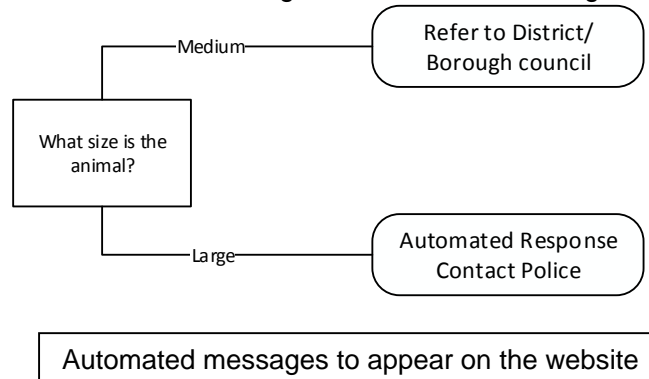 Medium
Refer to District/
Borough council
What size is the
animal?
Large
Automated Response
Contact Police
Automated messages to appear on the website